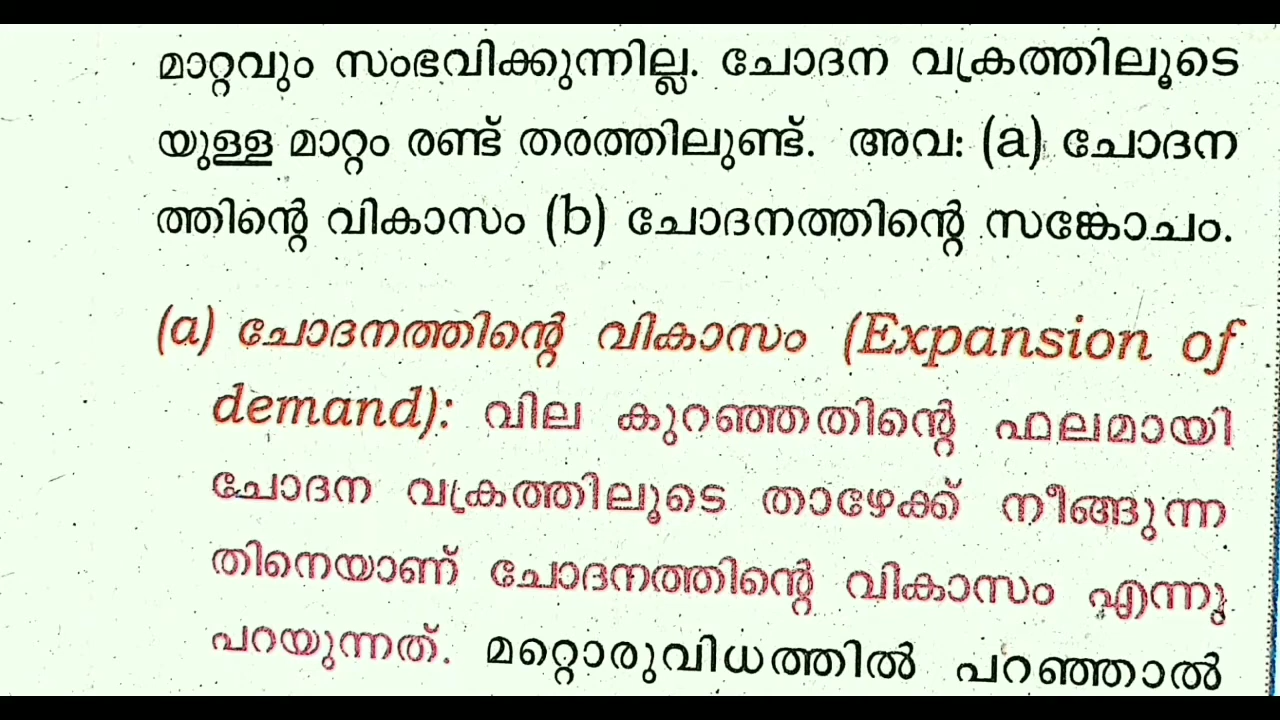 മാറ്റവും സംഭവിക്കുന്നില്ല. ചോദന വക്രത്തിലൂടെ
യുള്ള മാറ്റം രണ്ട് തരത്തിലുണ്ട്. അവ: (a) ചോദന
ത്തിന്റെ വികാസം (b) ചോദനത്തിന്റെ സങ്കോചം.
(a) ചോദനത്തിന്റെ വികാസം (Expansion of
demand): വില കുറഞ്ഞതിന്റെ ഫലമായി
ചോദന വക്രത്തിലൂടെ താഴേക്ക് നീങ്ങുന്ന
തിനെയാണ് ചോദനത്തിന്റെ വികാസം എന്നു
പറയുന്നത്. മറ്റൊരുവിധത്തിൽ പറഞ്ഞാൽ